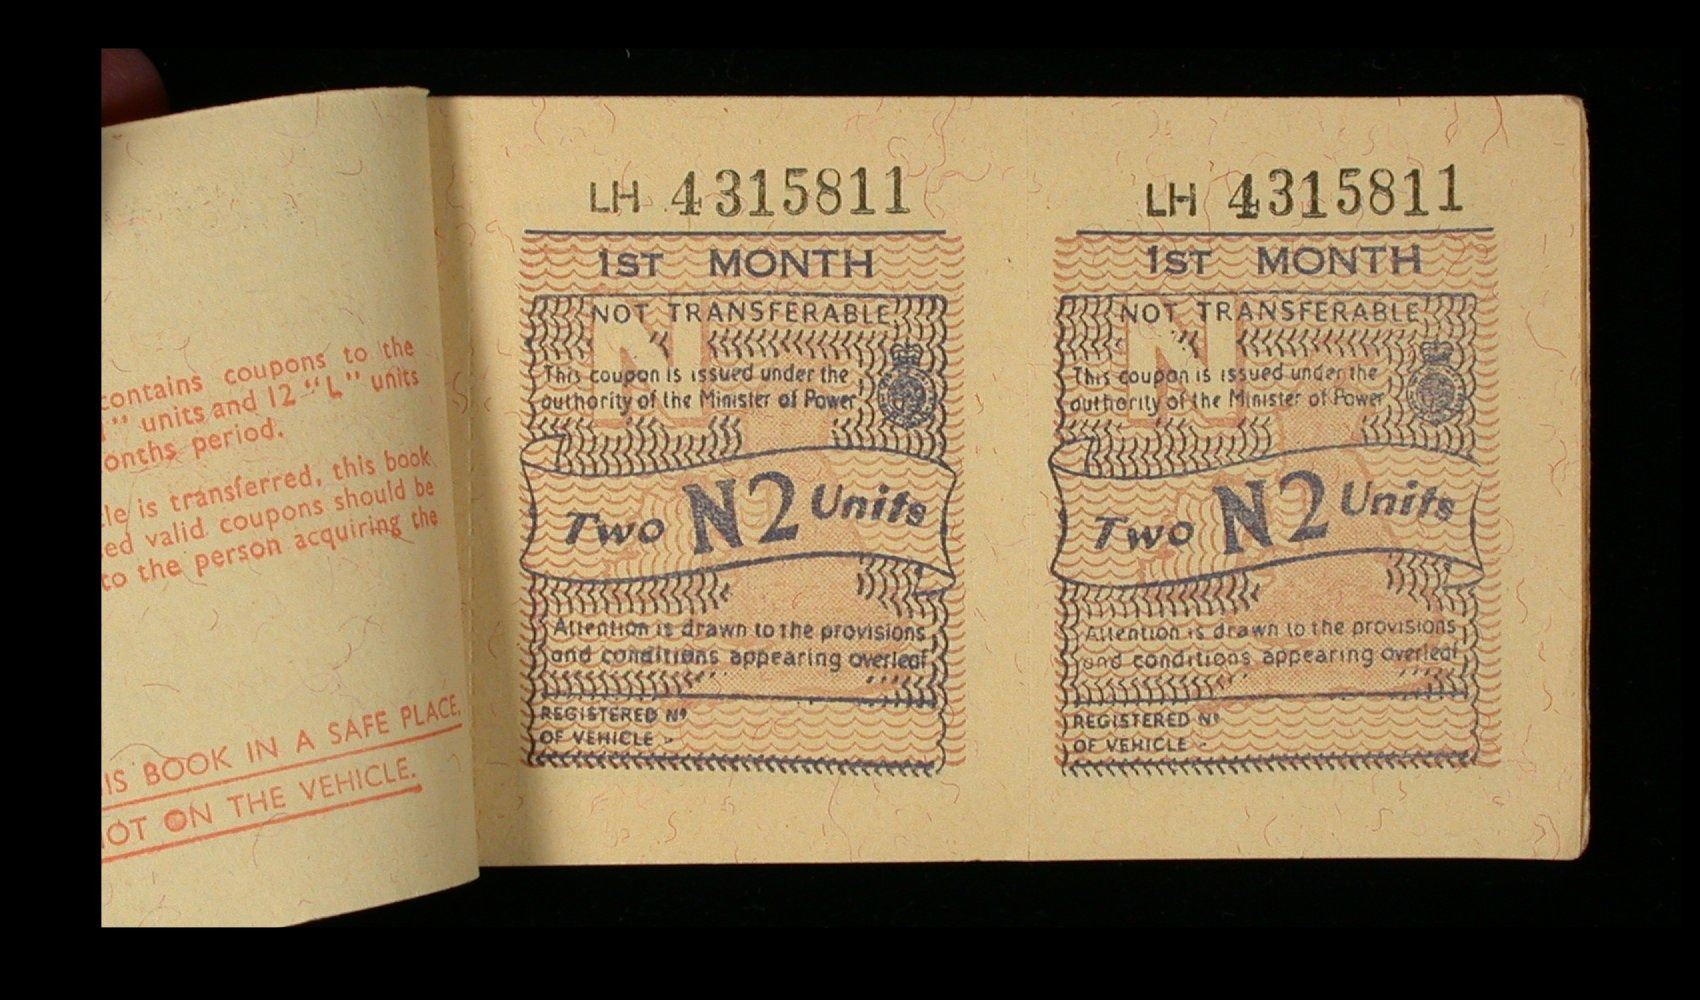 contains coupons to the
" units and 12 "L" units
onths period.
le is transferred, this book
ed valid coupons should be
to the person acquiring the
IS BOOK IN A SAFE PLACE,
NOT ON THE VEHICLE.
LH 4315811
1ST MONTH
NOT TRANSFERABLE
N
This coupon is issued under the
authority of the Minister of Power
Two N2 Units
Attention is drawn to the provisions
and conditions appearing overleaf
REGISTERED Nº
OF VEHICLE :-
LH 4315811
1ST MONTH
NOT TRANSFERABLE
N
This coupon is issued under the
authority of the Minister of Power
Two N2 Units
Attention is drawn to the provisions
and conditions appearing overleaf
REGISTERED Nº
OF VEHICLE :-